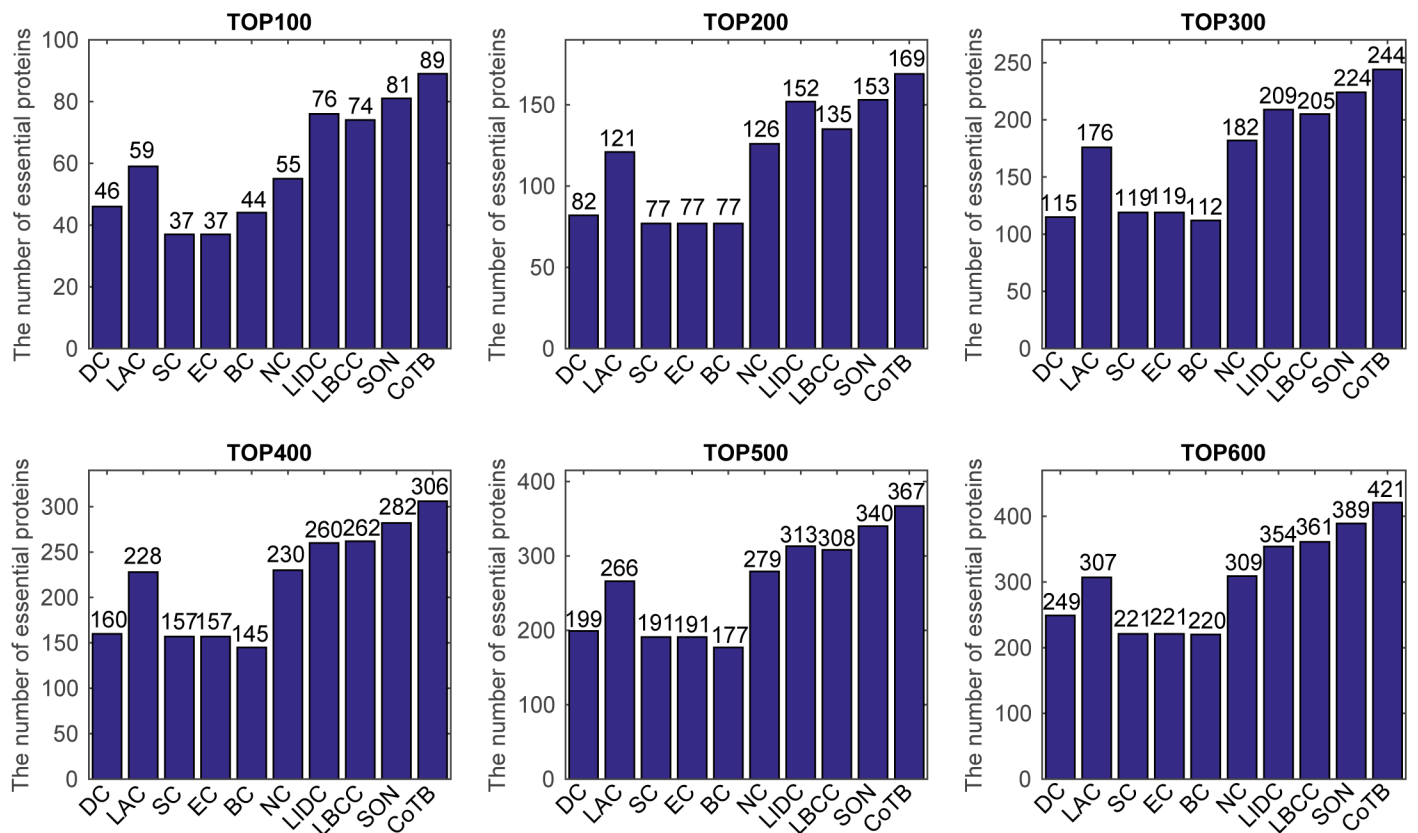 TOP100
The number of essential proteins
100
80
60
40
20
0
46
59
37
37
44
55
76
74
81
89
DC
LAC
SC
EC
BC
NC
LIDC
LBCC
SON
CoTB
TOP200
The number of essential proteins
150
100
50
0
82
121
77
77
77
126
152
135
153
169
DC
LAC
SC
EC
BC
NC
LIDC
LBCC
SON
CoTB
TOP300
The number of essential proteins
250
200
150
100
50
0
115
176
119
119
112
182
209
205
224
244
DC
LAC
SC
EC
BC
NC
LIDC
LBCC
SON
CoTB
TOP400
The number of essential proteins
300
250
200
150
100
50
0
160
228
157
157
145
230
260
262
282
306
DC
LAC
SC
EC
BC
NC
LIDC
LBCC
SON
CoTB
TOP500
The number of essential proteins
400
300
200
100
0
199
266
191
191
177
279
313
308
340
367
DC
LAC
SC
EC
BC
NC
LIDC
LBCC
SON
CoTB
TOP600
The number of essential proteins
400
300
200
100
0
249
307
221
221
220
309
354
361
389
421
DC
LAC
SC
EC
BC
NC
LIDC
LBCC
SON
CoTB